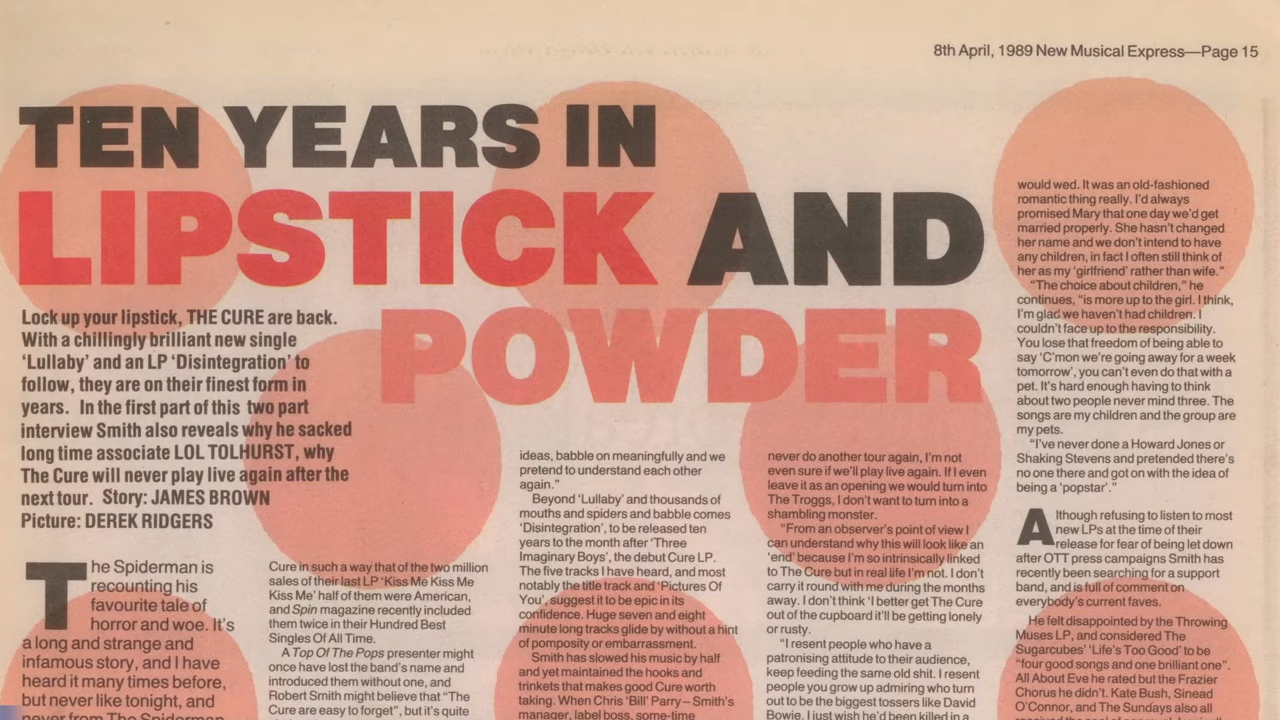 8th April, 1989 New Musical Express—Page 15
TEN YEARS IN
LIPSTICK AND
POWDER
Lock up your lipstick, THE CURE are back.
With a chillingly brilliant new single
‘Lullaby’ and an LP ‘Disintegration’ to
follow, they are on their finest form in
years. In the first part of this two part
interview Smith also reveals why he sacked
long time associate LOL TOLHURST, why
The Cure will never play live again after the
next tour. Story: JAMES BROWN
Picture: DEREK RIDGERS
The Spiderman is
recounting his
favourite tale of
horror and woe. It’s
a long and strange and
infamous story, and I have
heard it many times before,
but never like tonight, and
never from The Spiderman
Cure in such a way that of the two million
sales of their last LP ‘Kiss Me Kiss Me
Kiss Me’ half of them were American,
and Spin magazine recently included
them twice in their Hundred Best
Singles Of All Time.
A Top Of The Pops presenter might
once have lost the band’s name and
introduced them without one, and
Robert Smith might believe that “The
Cure are easy to forget”, but it’s quite
ideas, babble on meaningfully and we
pretend to understand each other
again.”
Beyond ‘Lullaby’ and thousands of
mouths and spiders and babble comes
‘Disintegration’, to be released ten
years to the month after ‘Three
Imaginary Boys’, the debut Cure LP.
The five tracks I have heard, and most
notably the title track and ‘Pictures Of
You’, suggest it to be epic in its
confidence. Huge seven and eight
minute long tracks glide by without a hint
of pomposity or embarrassment.
Smith has slowed his music by half
and yet maintained the hooks and
trinkets that makes good Cure worth
taking. When Chris ‘Bill’ Parry – Smith’s
manager, label boss, some-time
never do another tour again, I’m not
even sure if we’ll play live again. If I even
leave it as an opening we would turn into
The Troggs, I don’t want to turn into a
shambling monster.
“From an observer’s point of view I
can understand why this will look like an
‘end’ because I’m so intrinsically linked
to The Cure but in real life I’m not. I don’t
carry it round with me during the months
away. I don’t think ‘I better get The Cure
out of the cupboard it’ll be getting lonely
or rusty.
“I resent people who have a
patronising attitude to their audience,
keep feeding the same old shit. I resent
people you grow up admiring who turn
out to be the biggest tossers like David
Bowie. I just wish he’d been killed in a
would wed. It was an old-fashioned
romantic thing really. I’d always
promised Mary that one day we’d get
married properly. She hasn’t changed
her name and we don’t intend to have
any children, in fact I often still think of
her as my ‘girlfriend’ rather than wife.”
“The choice about children,” he
continues, “is more up to the girl. I think,
I’m glad we haven’t had children. I
couldn’t face up to the responsibility.
You lose that freedom of being able to
say ‘C’mon we’re going away for a week
tomorrow’, you can’t even do that with a
pet. It’s hard enough having to think
about two people never mind three. The
songs are my children and the group are
my pets.
“I’ve never done a Howard Jones or
Shaking Stevens and pretended there’s
no one there and got on with the idea of
being a ‘popstar’.”
Although refusing to listen to most
new LPs at the time of their
release for fear of being let down
after OTT press campaigns Smith has
recently been searching for a support
band, and is full of comment on
everybody’s current faves.
He felt disappointed by the Throwing
Muses LP, and considered The
Sugarcubes’ ‘Life’s Too Good’ to be
“four good songs and one brilliant one”.
All About Eve he rated but the Frazier
Chorus he didn’t. Kate Bush, Sinead
O’Connor, and The Sundays also all